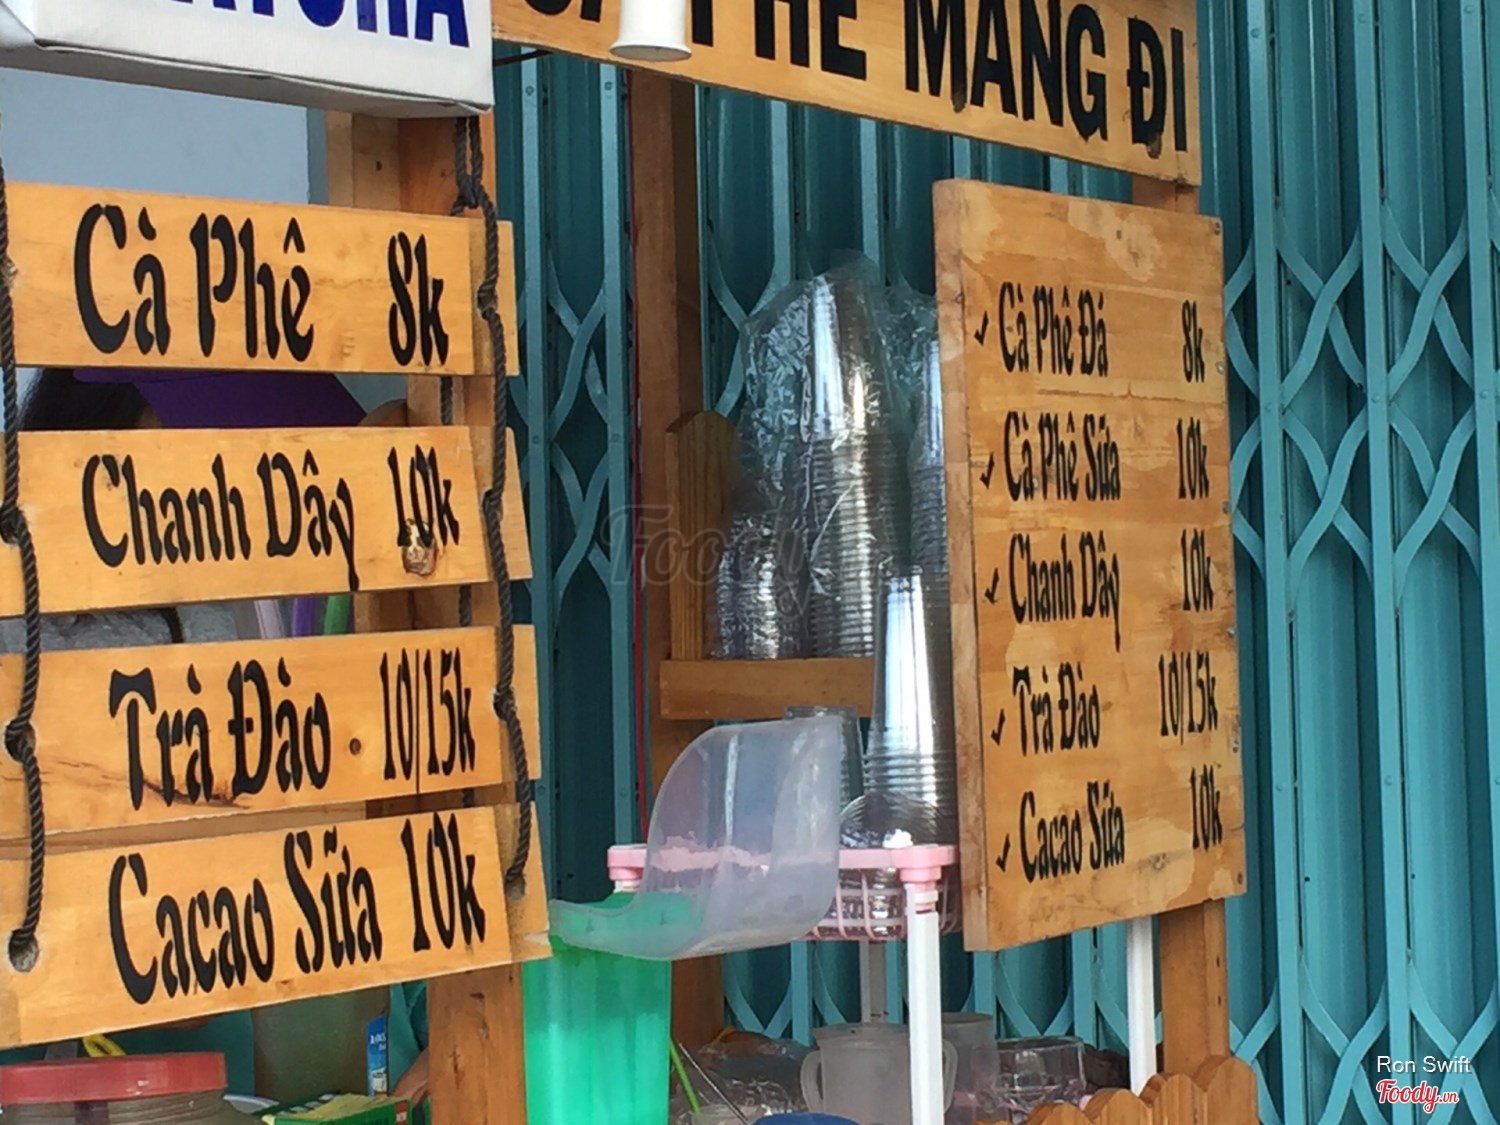 PHÊ MANG ĐI
Cà Phê 8k
Chanh Dây 10k
Trà Đào 10/15k
Cacao Sữa 10k
Cà Phê Đá 8k
Cà Phê Sữa 10k
Chanh Dây 10k
Trà Đào 10/15k
Cacao Sữa 10k
Foody
Ron Swift
Foody.vn